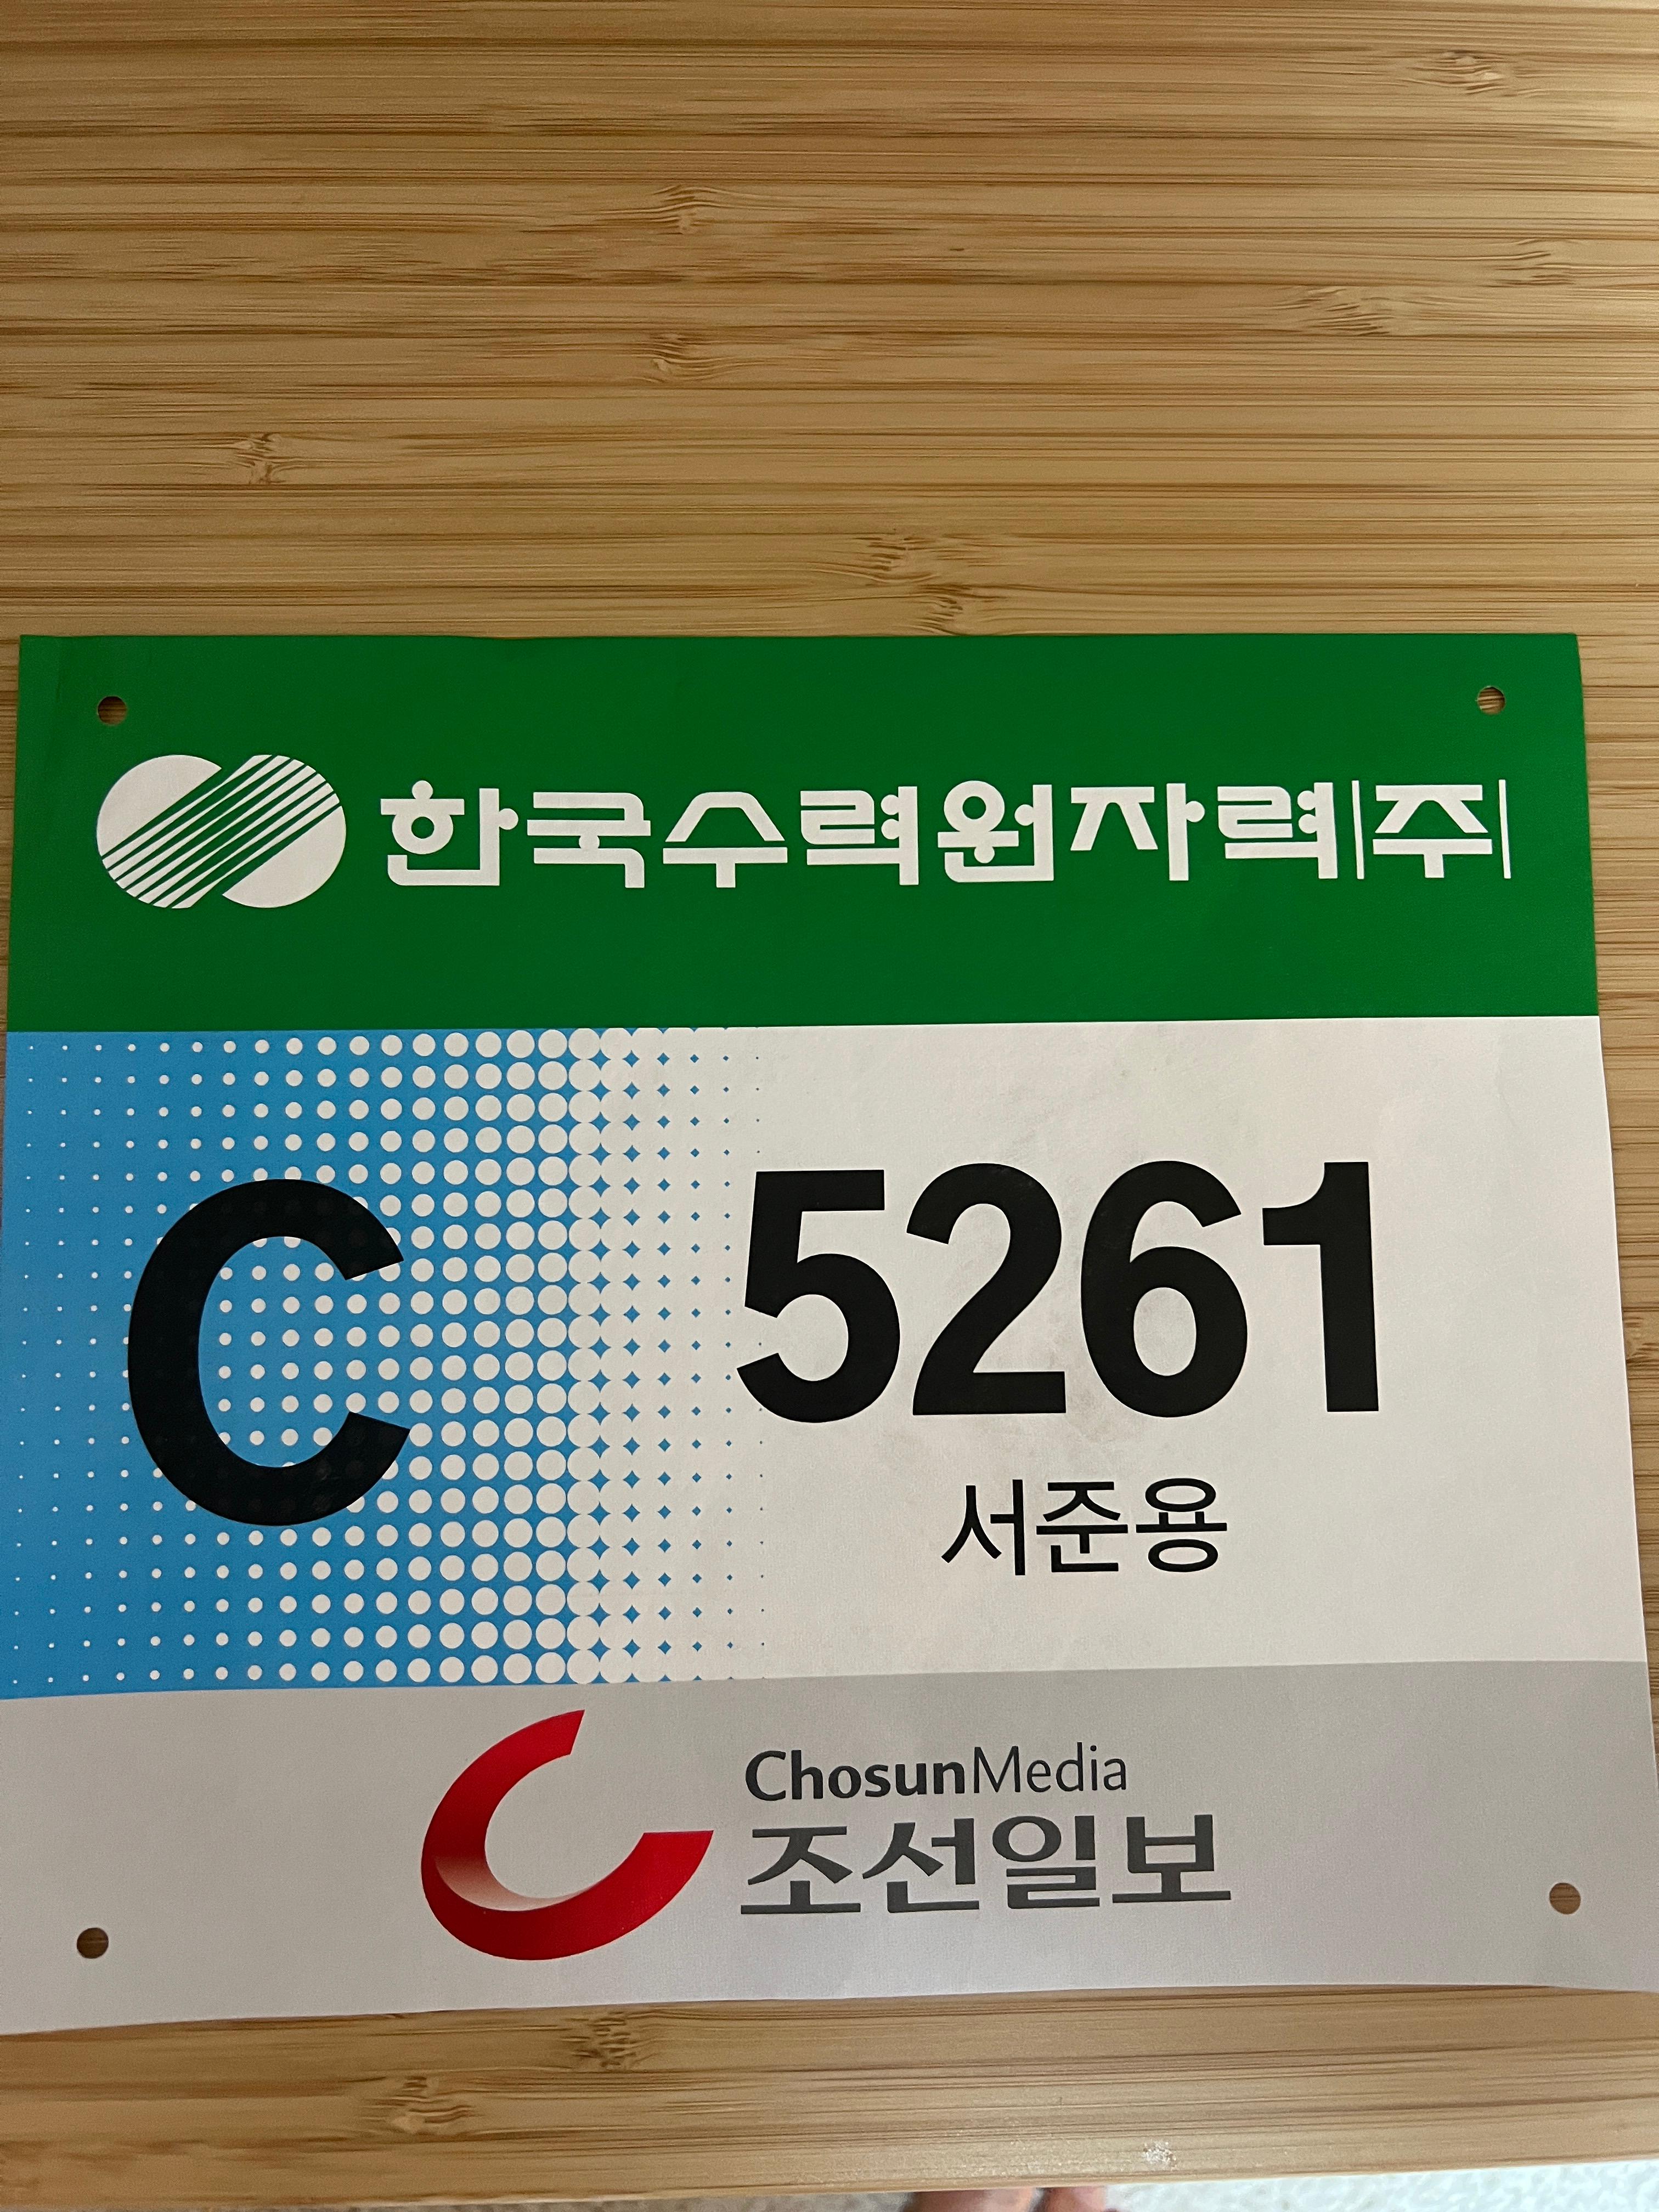 한국수력원자력|주|
C 5261
서준용
ChosunMedia
조선일보